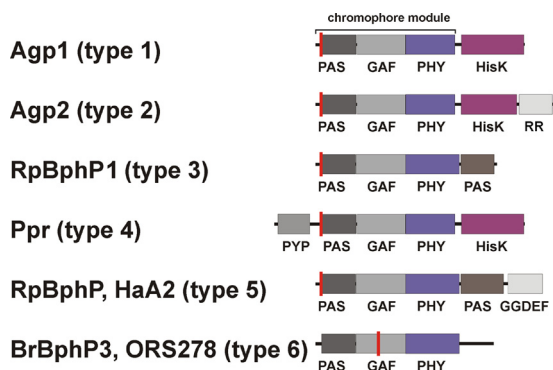 chromophore module
Agp1 (type 1)
PAS GAF PHY HisK
Agp2 (type 2)
PAS GAF PHY HisK RR
RpBphP1 (type 3)
PAS GAF PHY PAS
Ppr (type 4)
PYP PAS GAF PHY HisK
RpBphP, HaA2 (type 5)
PAS GAF PHY PAS GGDEF
BrBphP3, ORS278 (type 6)
PAS GAF PHY